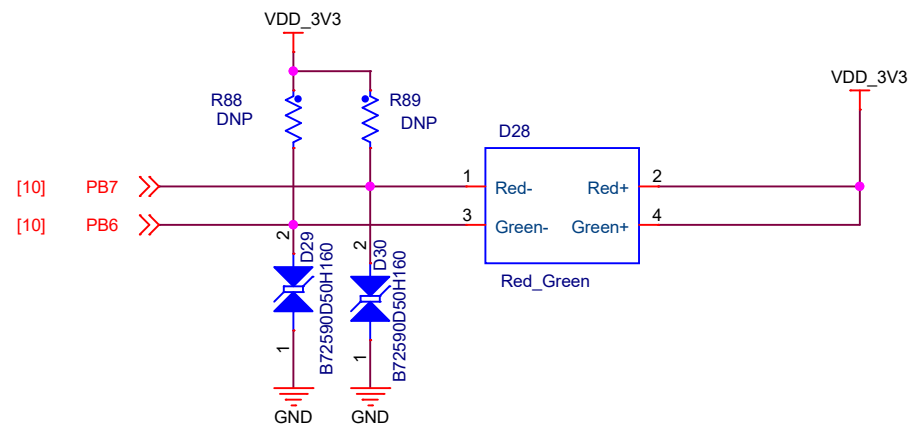 VDD_3V3
VDD_3V3
R88
DNP
R89
DNP
D28
[10] PB7
1 Red- Red+ 2
[10] PB6
3 Green- Green+ 4
Red_Green
2
D29
B72590D50H160
1
GND
2
D30
B72590D50H160
1
GND